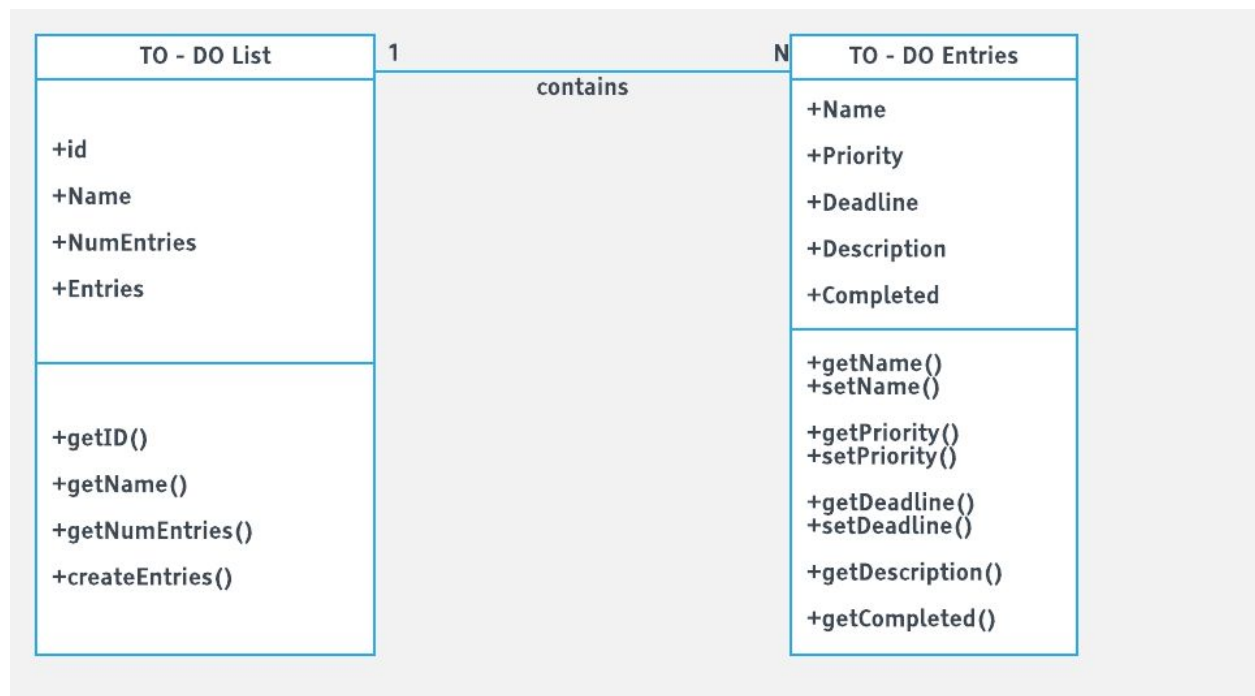 TO - DO List
+id
+Name
+NumEntries
+Entries
+getID()
+getName()
+getNumEntries()
+createEntries()
1
N
contains
TO - DO Entries
+Name
+Priority
+Deadline
+Description
+Completed
+getName()
+setName()
+getPriority()
+setPriority()
+getDeadline()
+setDeadline()
+getDescription()
+getCompleted()